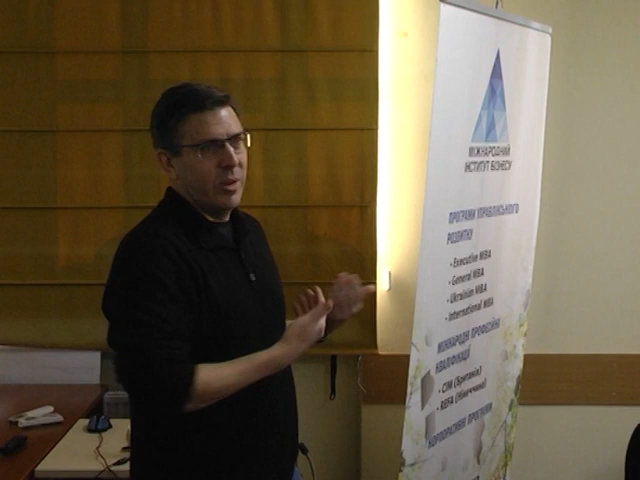 МІЖНАРОДНИЙ
ІНСТИТУТ БІЗНЕСУ
ПРОГРАМИ УПРАВЛІНСЬКОГО
РОЗВИТКУ
- Executive MBA
- General MBA
- Ukrainian MBA
- International MBA
МІЖНАРОДНІ ПРОФЕСІЙНІ
КВАЛІФІКАЦІЇ
- CIM (Британія)
- REFA (Німеччина)
КОРПОРАТИВНІ ПРОГРАМИ